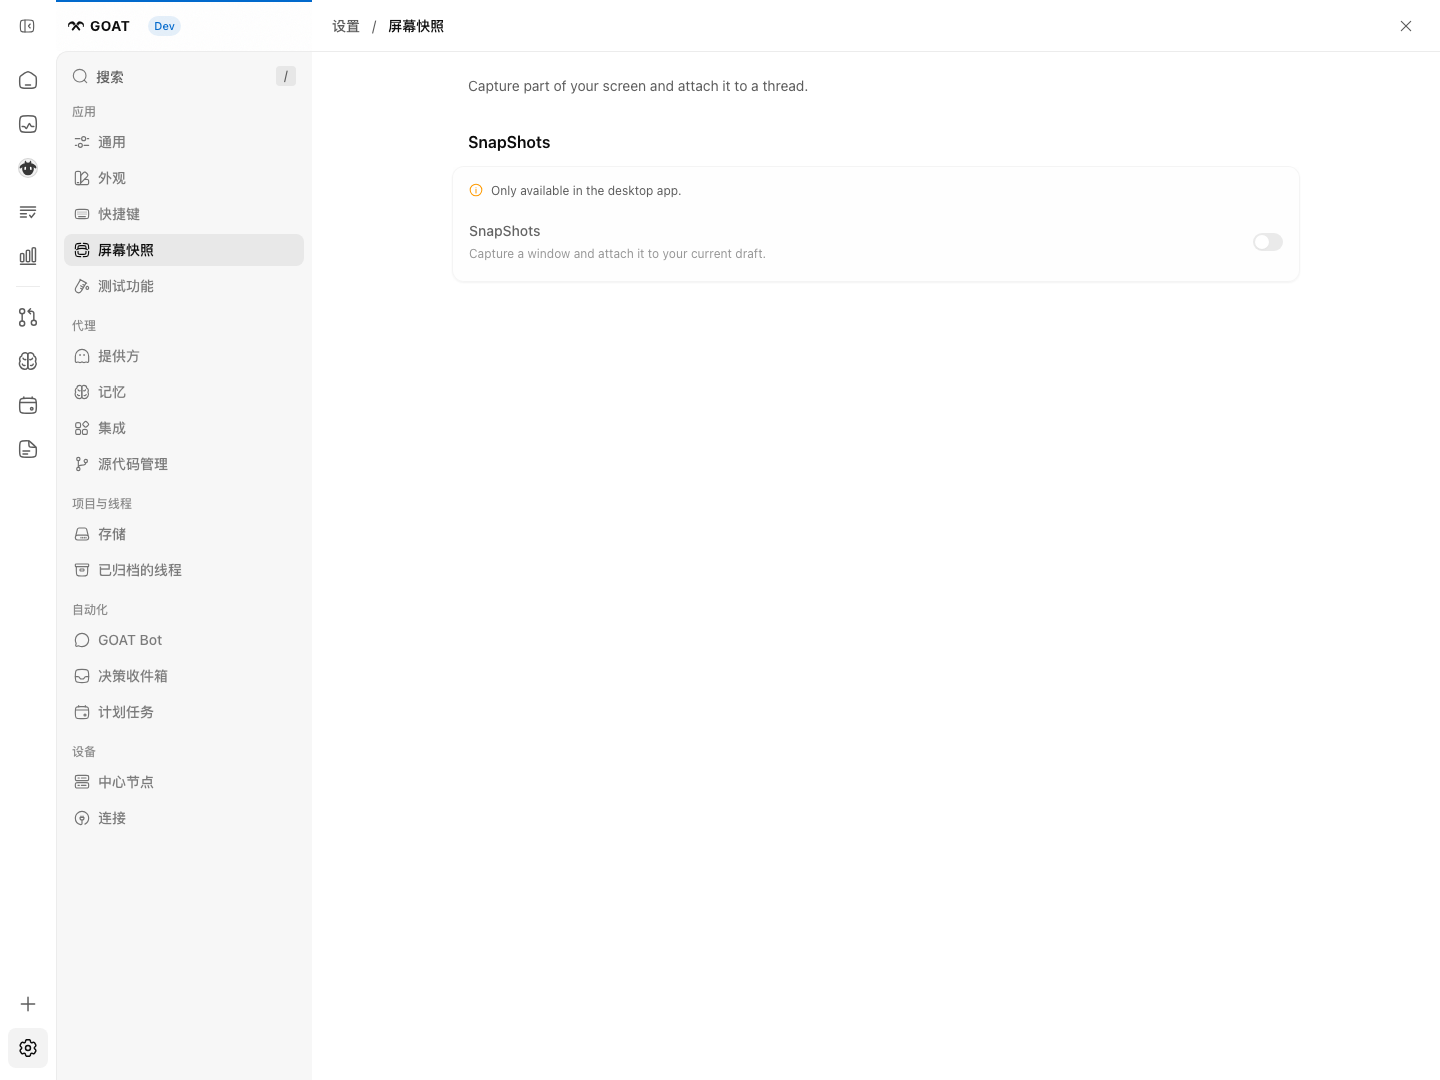 GOAT Dev
设置 / 屏幕快照
搜索 /
应用
通用
外观
快捷键
屏幕快照
测试功能
代理
提供方
记忆
集成
源代码管理
项目与线程
存储
已归档的线程
自动化
GOAT Bot
决策收件箱
计划任务
设备
中心节点
连接
Capture part of your screen and attach it to a thread.
SnapShots
Only available in the desktop app.
SnapShots
Capture a window and attach it to your current draft.